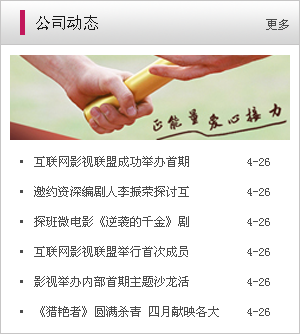 公司动态 更多
正能量 爱心接力
互联网影视联盟成功举办首期 4-26
邀约资深编剧人李振荣探讨互 4-26
探班微电影《逆袭的千金》剧 4-26
互联网影视联盟举行首次成员 4-26
影视举办内部首期主题沙龙活 4-26
《猎艳者》圆满杀青 四月献映各大 4-26